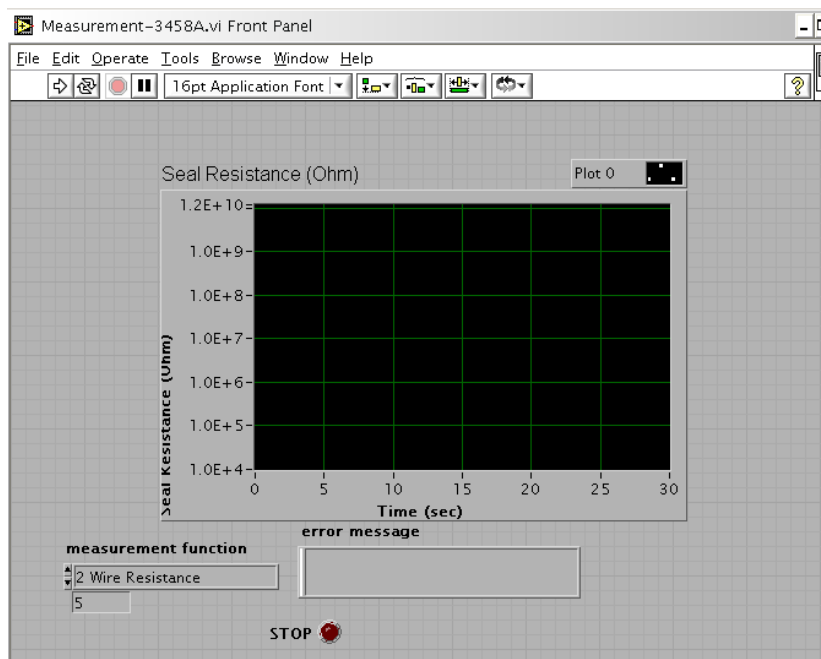 Measurement-3458A.vi Front Panel
File Edit Operate Tools Browse Window Help
16pt Application Font
Seal Resistance (Ohm)
Plot 0
1.2E+10
1.0E+9
1.0E+8
1.0E+7
1.0E+6
1.0E+5
1.0E+4
Seal Resistance (Ohm)
0 5 10 15 20 25 30
Time (sec)
error message
measurement function
2 Wire Resistance
5
STOP